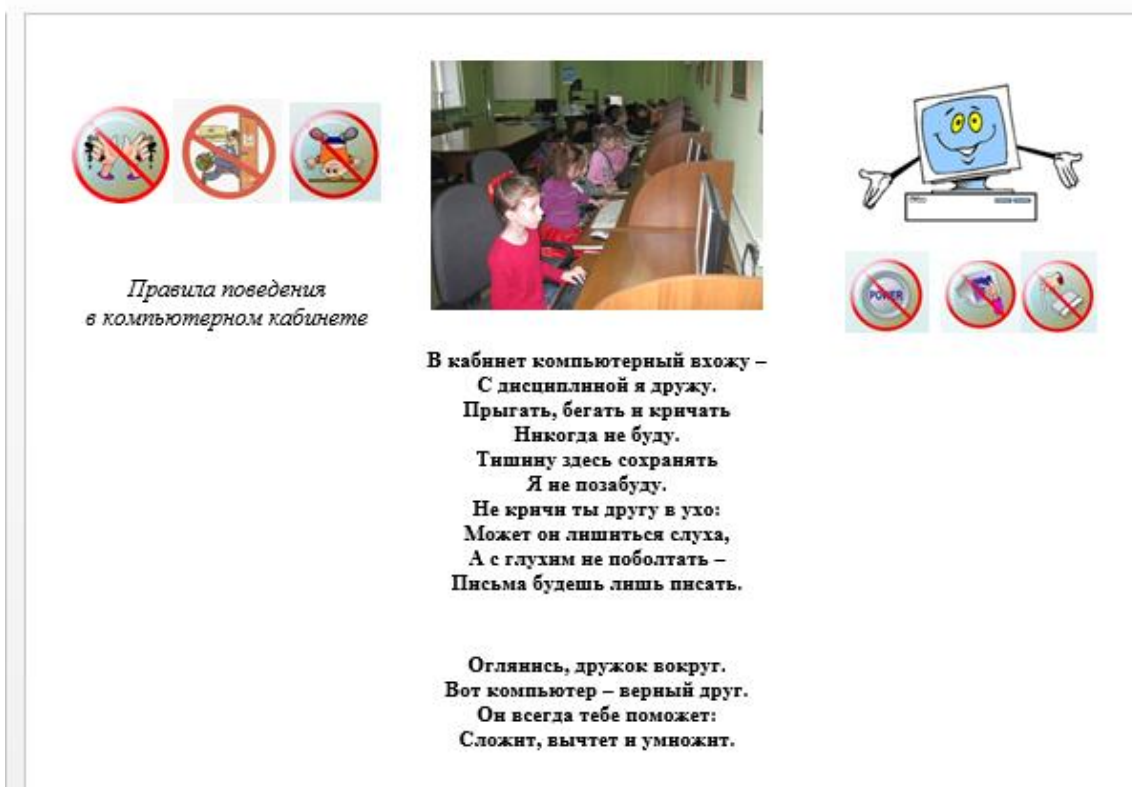 Правила поведения
в компьютерном кабинете
В кабинет компьютерный вхожу –
С дисциплиной я дружу.
Прыгать, бегать и кричать
Никогда не буду.
Тишину здесь сохранять
Я не позабуду.
Не кричи ты другу в ухо:
Может он лишиться слуха,
А с глухим не поболтать –
Письма будешь лишь писать.
Оглянись, дружок вокруг.
Вот компьютер – верный друг.
Он всегда тебе поможет:
Сложит, вычтет и умножит.
POWER